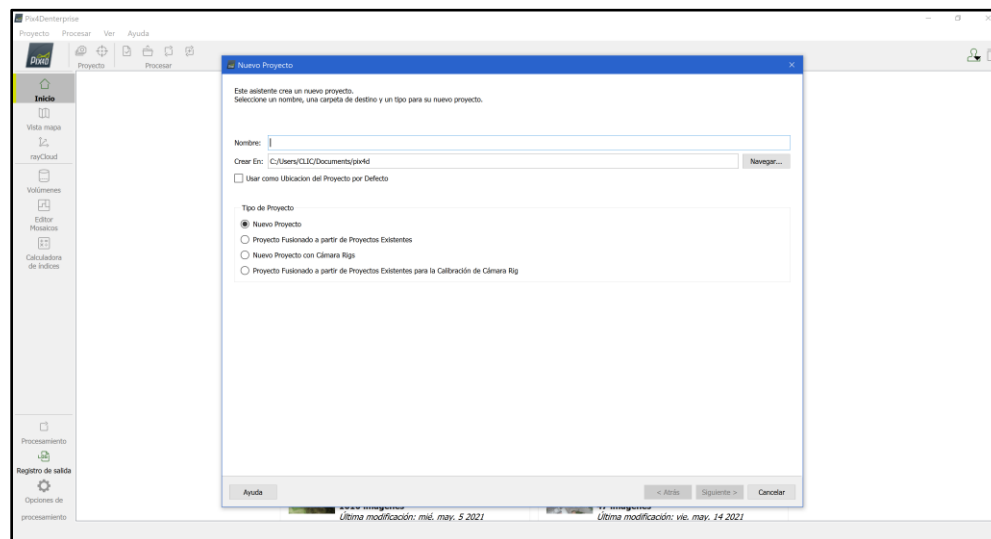 Pix4Denterprise
Proyecto Procesar Ver Ayuda
PIX4D
Proyecto Procesar
Inicio
Vista mapa
rayCloud
Volúmenes
Editor
Mosaicos
Calculadora
de índices
Procesamiento
Registro de salida
Opciones de
procesamiento
Nuevo Proyecto
Este asistente crea un nuevo proyecto.
Seleccione un nombre, una carpeta de destino y un tipo para su nuevo proyecto.
Nombre:
Crear En: C:/Users/CLIC/Documents/pix4d Navegar...
Usar como Ubicacion del Proyecto por Defecto
Tipo de Proyecto
Nuevo Proyecto
Proyecto Fusionado a partir de Proyectos Existentes
Nuevo Proyecto con Cámara Rigs
Proyecto Fusionado a partir de Proyectos Existentes para la Calibración de Cámara Rig
Ayuda < Atrás Siguiente > Cancelar
imágenes imágenes
Última modificación: mié. may. 5 2021 Última modificación: vie. may. 14 2021